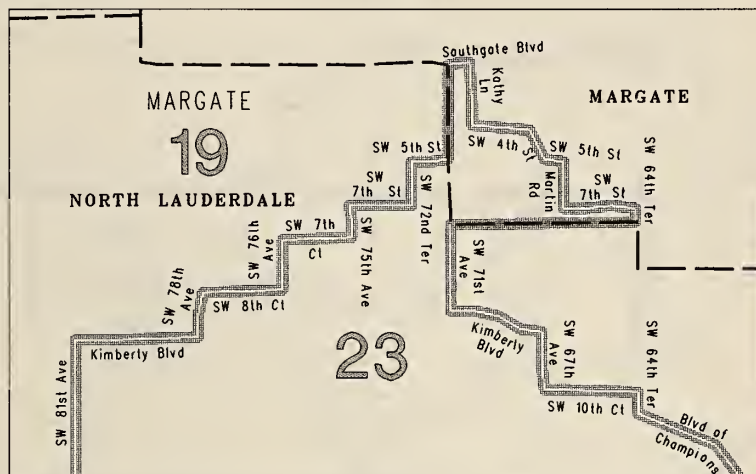 Southgate Blvd
Kathy
Ln
MARGATE
MARGATE
19
SW 4th
St
SW 5th St
SW 5th St
SW
7th St
SW
7th St
Martin
Rd
SW 64th Ter
NORTH LAUDERDALE
SW 72nd Ter
SW 76th
Ave
SW 7th
Ct
SW 75th Ave
SW 71st
Ave
SW 78th
Ave
SW 8th Ct
Kimberly Blvd
Kimberly
Blvd
23
SW 67th
Ave
SW 64th Ter
SW 81st Ave
SW 10th Ct
Blvd of
Champions